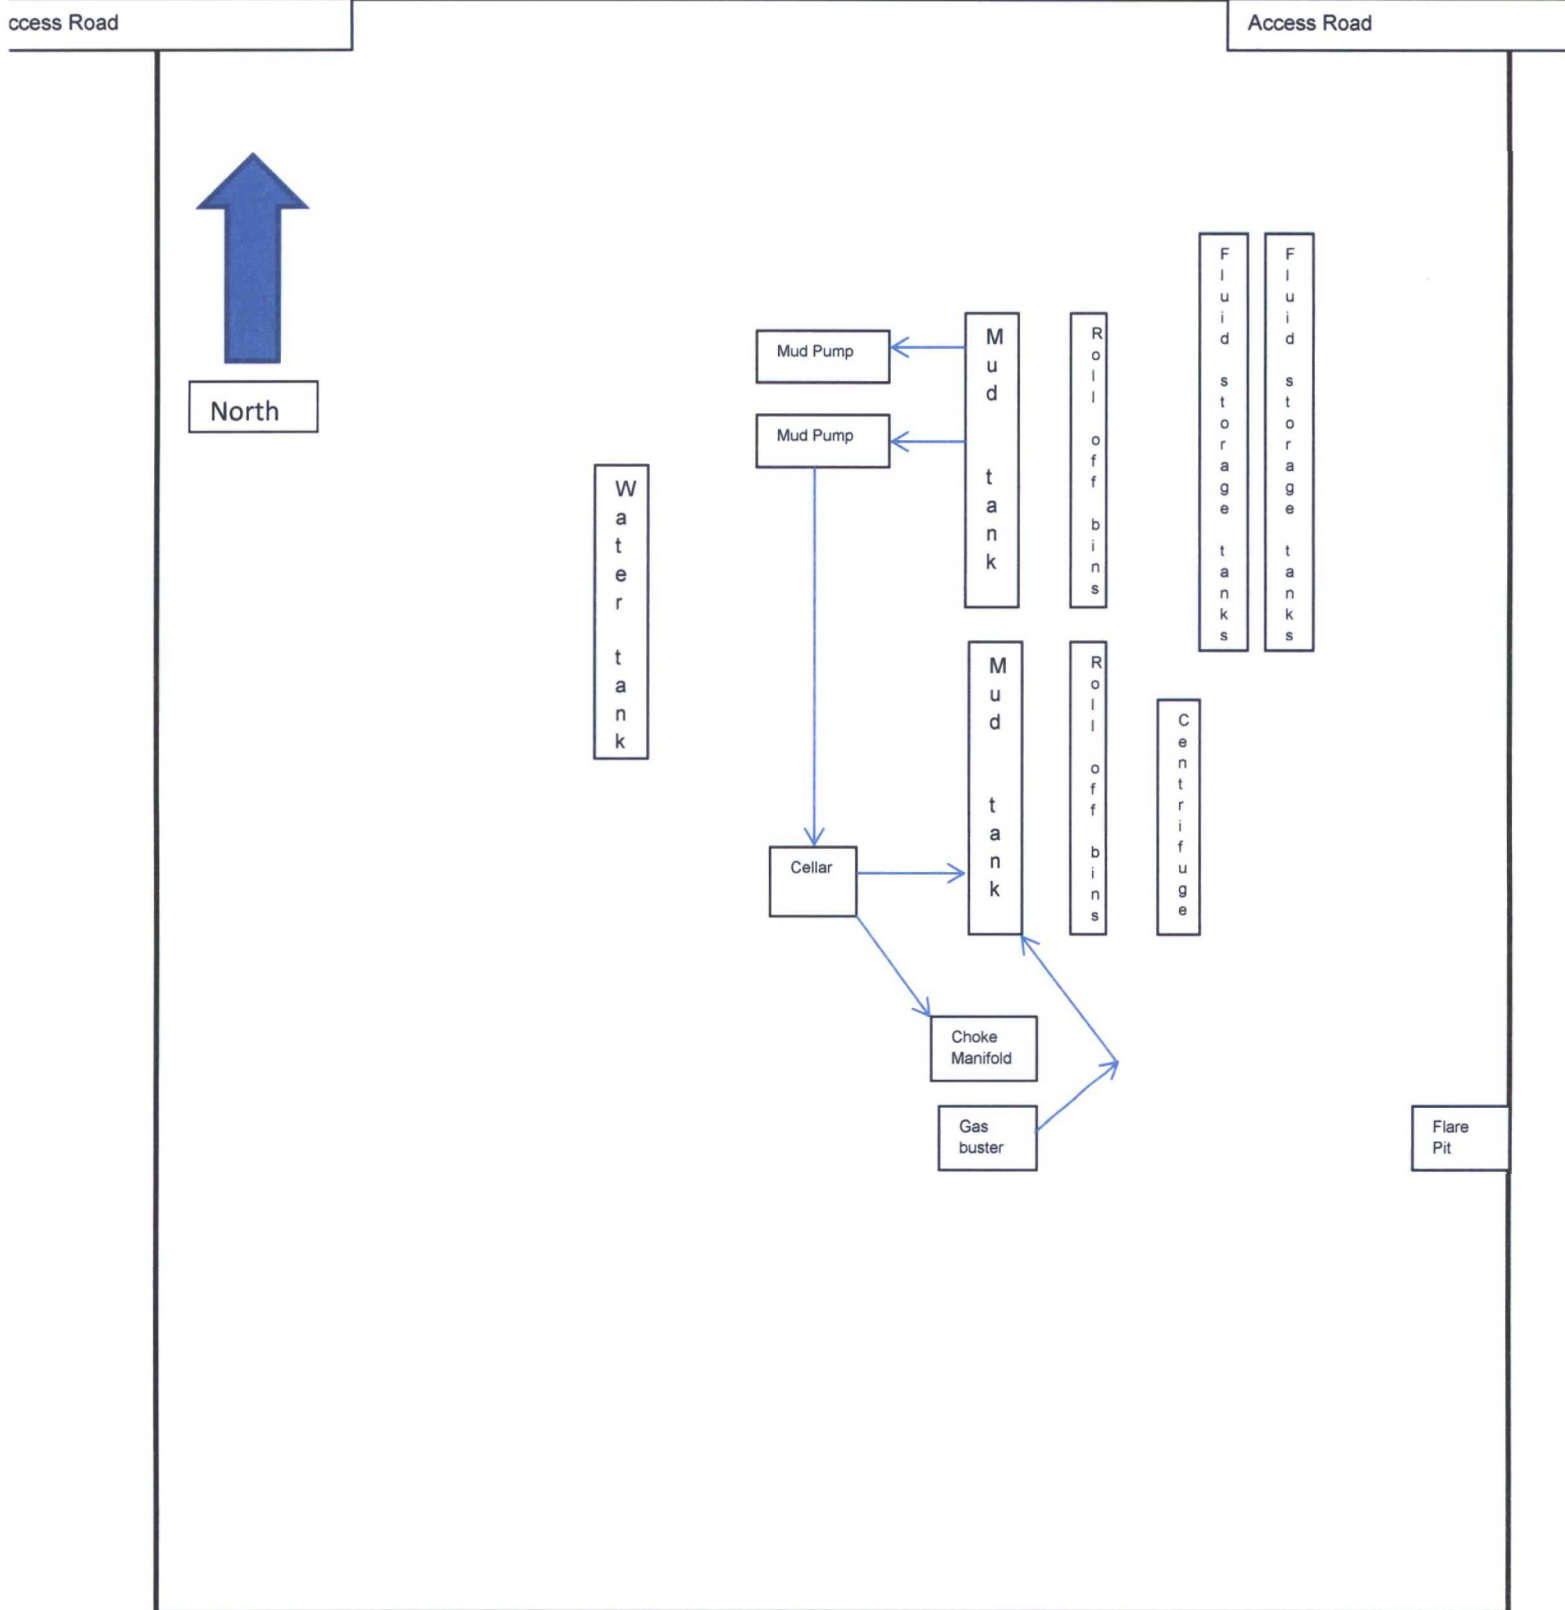 ccess Road
Access Road
North
Mud Pump
Mud Pump
Mud tank
Roll off bins
Fluid storage tanks
Fluid storage tanks
Water tank
Mud tank
Roll off bins
Centrifuge
Cellar
Choke
Manifold
Gas
buster
Flare
Pit